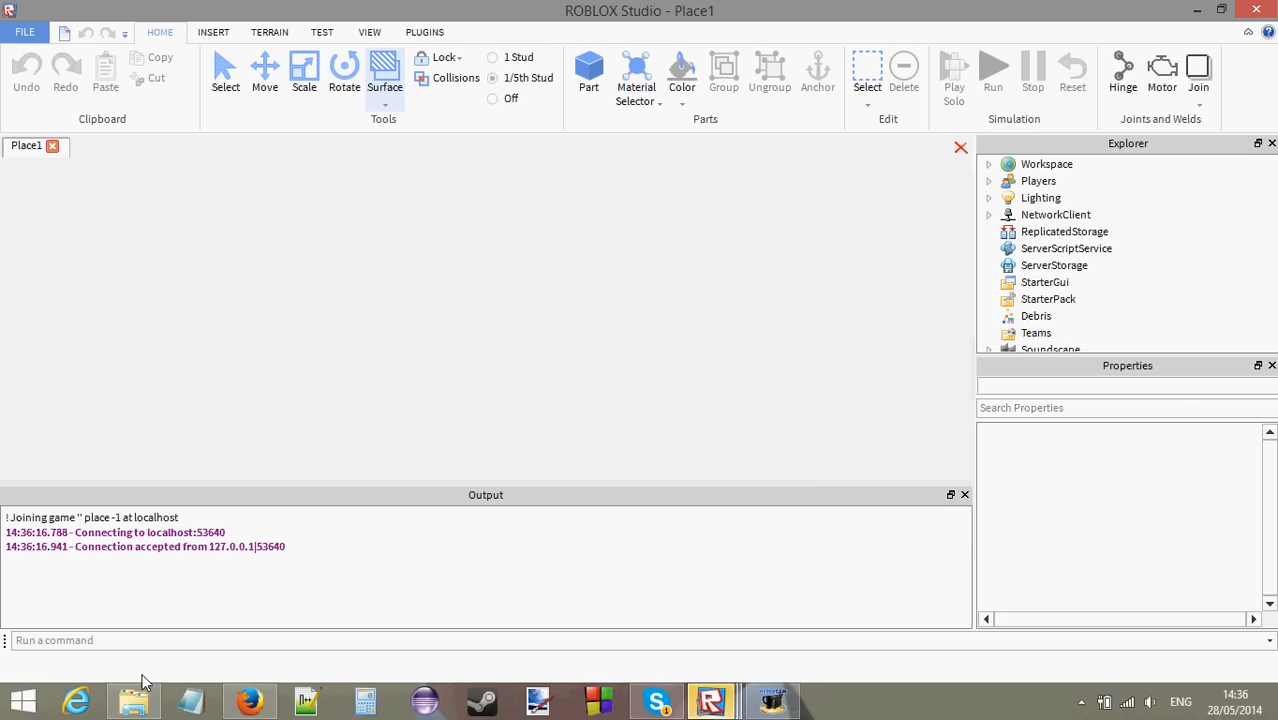 ROBLOX Studio - Place1
FILE HOME INSERT TERRAIN TEST VIEW PLUGINS
Undo Redo Paste Copy Cut
Clipboard
Select Move Scale Rotate Surface Lock Collisions
1 Stud
1/5th Stud
Off
Tools
Part Material Selector Color Group Ungroup Anchor
Parts
Select Delete
Edit
Play Solo Run Stop Reset
Simulation
Hinge Motor Join
Joints and Welds
Place1
Explorer
Workspace
Players
Lighting
NetworkClient
ReplicatedStorage
ServerScriptService
ServerStorage
StarterGui
StarterPack
Debris
Teams
Soundscape
Properties
Search Properties
Output
! Joining game '' place -1 at localhost
14:36:16.788 - Connecting to localhost:53640
14:36:16.941 - Connection accepted from 127.0.0.1|53640
Run a command
HYPERCAM
ENG
14:36
28/05/2014